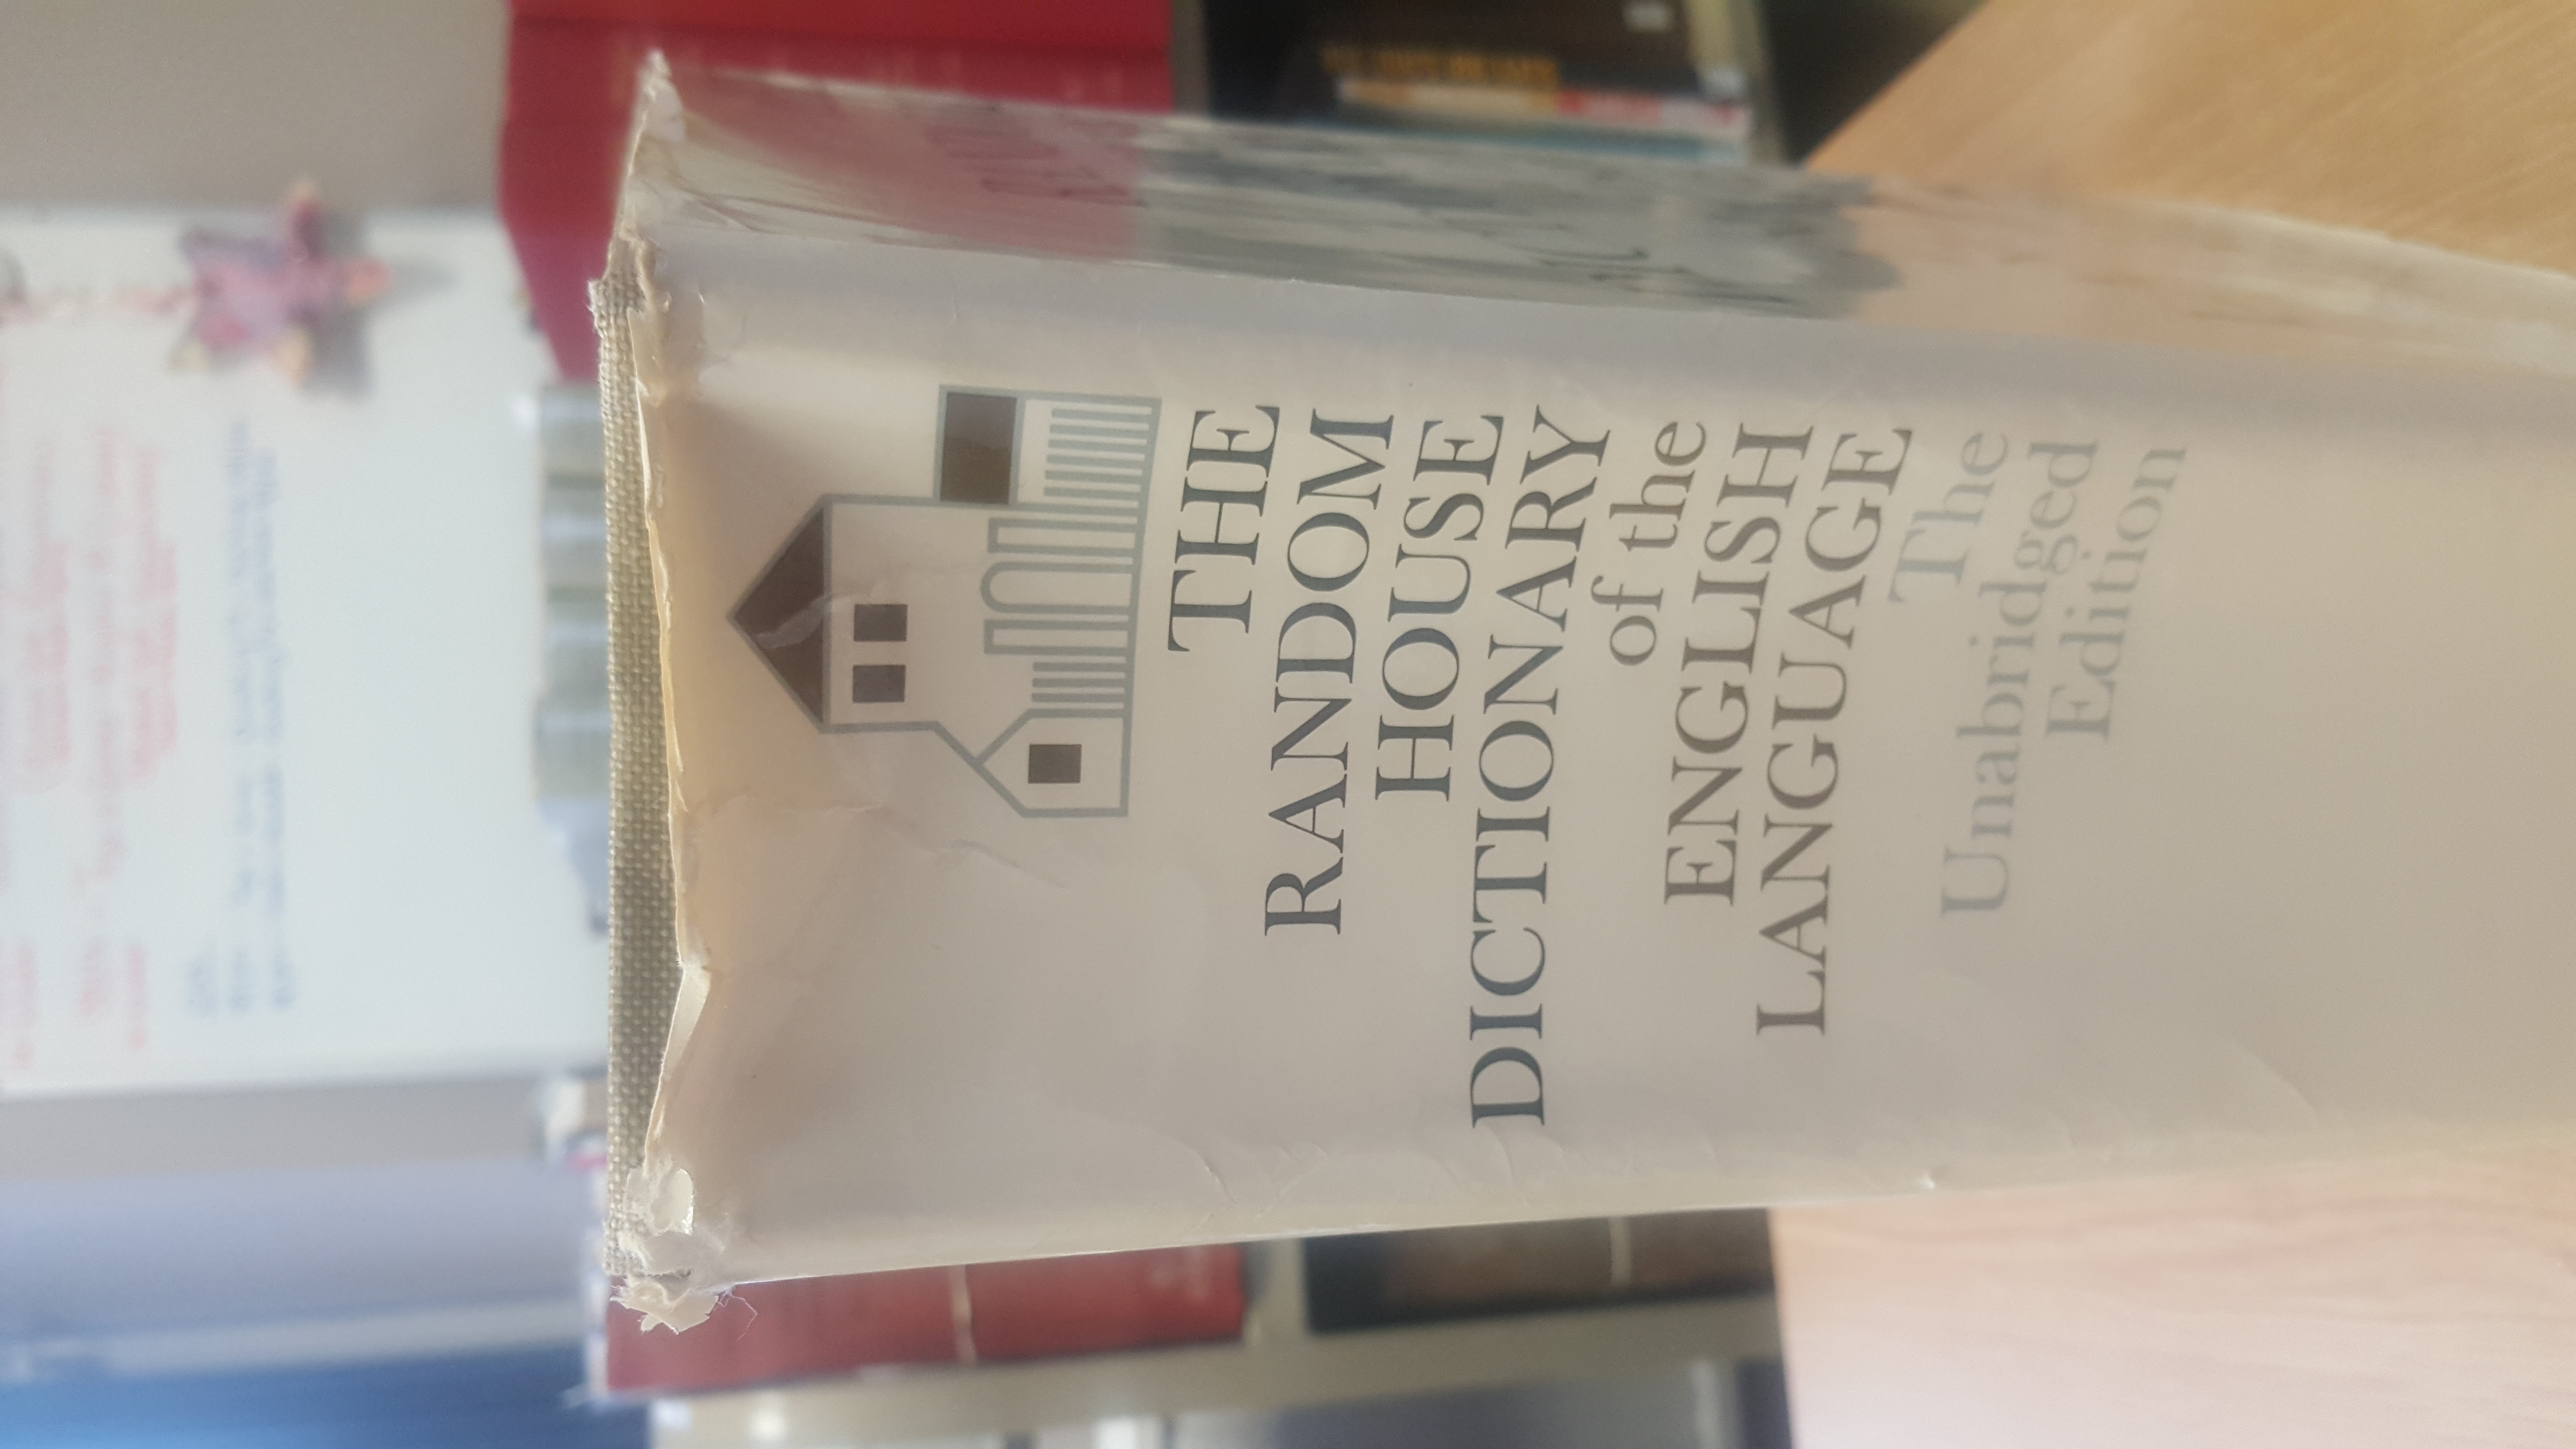 THE
RANDOM
HOUSE
DICTIONARY
of the
ENGLISH
LANGUAGE
The
Unabridged
Edition